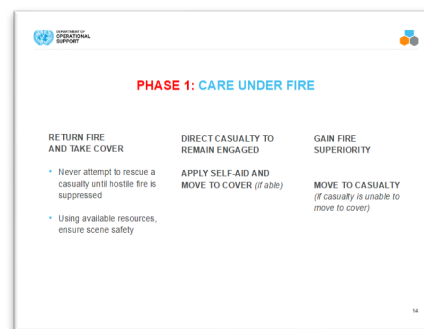 DEPARTMENT OF
OPERATIONAL
SUPPORT
PHASE 1: CARE UNDER FIRE
RETURN FIRE
AND TAKE COVER
• Never attempt to rescue a
casualty until hostile fire is
suppressed
• Using available resources,
ensure scene safety
DIRECT CASUALTY TO
REMAIN ENGAGED
APPLY SELF-AID AND
MOVE TO COVER (if able)
GAIN FIRE
SUPERIORITY
MOVE TO CASUALTY
(if casualty is unable to
move to cover)
14